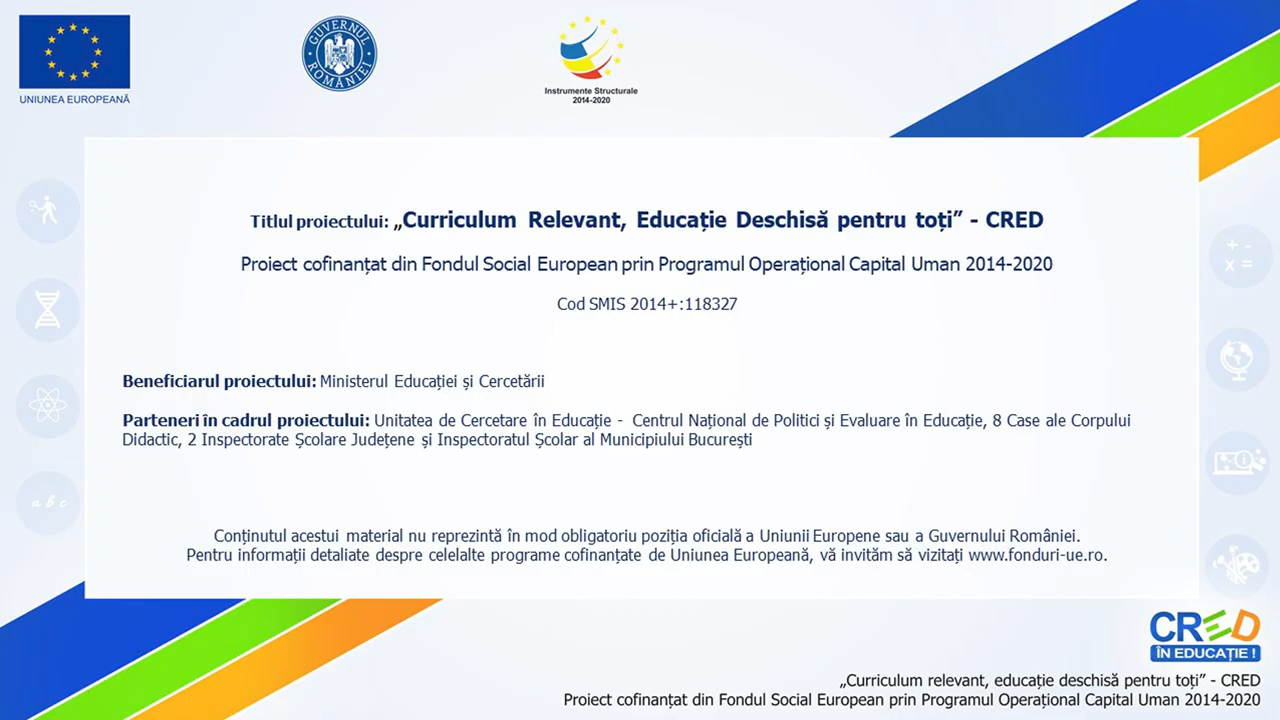 UNIUNEA EUROPEANĂ
GUVERNUL ROMÂNIEI
Instrumente Structurale
2014-2020
Titlul proiectului: „Curriculum Relevant, Educație Deschisă pentru toți” - CRED
Proiect cofinanțat din Fondul Social European prin Programul Operațional Capital Uman 2014-2020
Cod SMIS 2014+:118327
Beneficiarul proiectului: Ministerul Educației și Cercetării
Parteneri în cadrul proiectului: Unitatea de Cercetare în Educație - Centrul Național de Politici și Evaluare în Educație, 8 Case ale Corpului
Didactic, 2 Inspectorate Școlare Județene și Inspectoratul Școlar al Municipiului București
Conținutul acestui material nu reprezintă în mod obligatoriu poziția oficială a Uniunii Europene sau a Guvernului României.
Pentru informații detaliate despre celelalte programe cofinanțate de Uniunea Europeană, vă invităm să vizitați www.fonduri-ue.ro.
+ -
x =
a b c
CRED
ÎN EDUCAȚIE !
„Curriculum relevant, educație deschisă pentru toți” - CRED
Proiect cofinanțat din Fondul Social European prin Programul Operațional Capital Uman 2014-2020